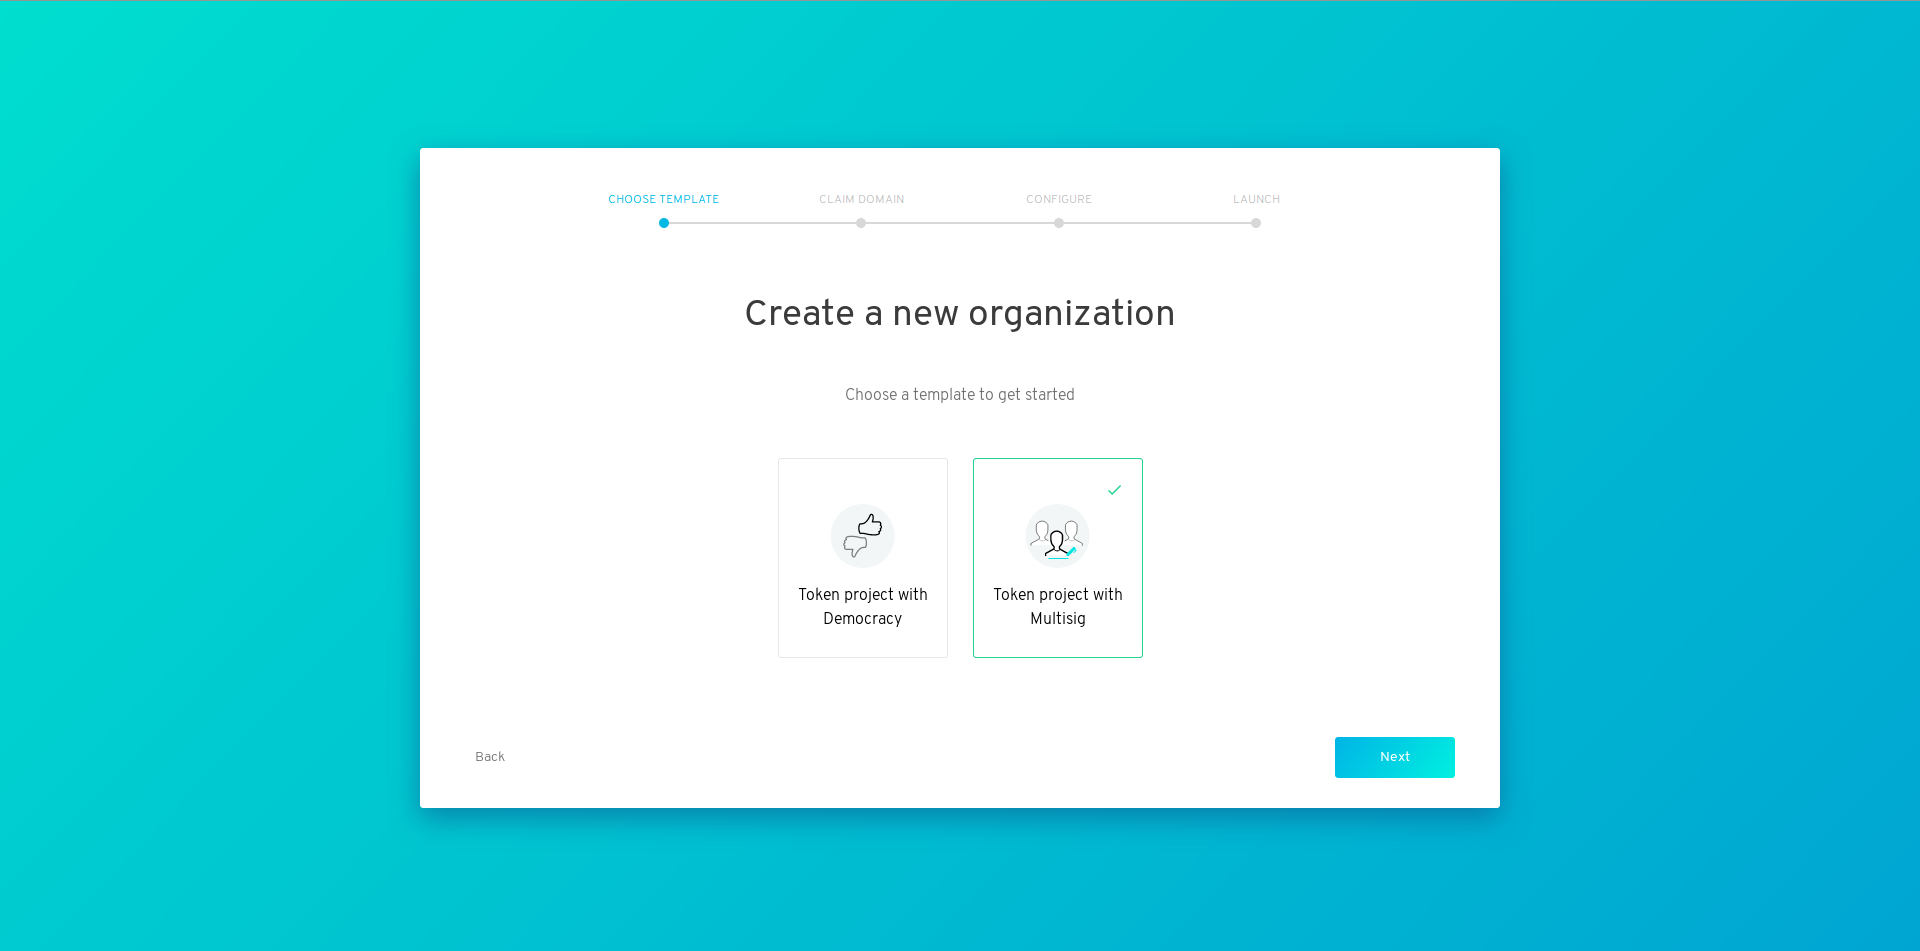 CHOOSE TEMPLATE
CLAIM DOMAIN
CONFIGURE
LAUNCH
Create a new organization
Choose a template to get started
Token project with
Democracy
Token project with
Multisig
Back
Next